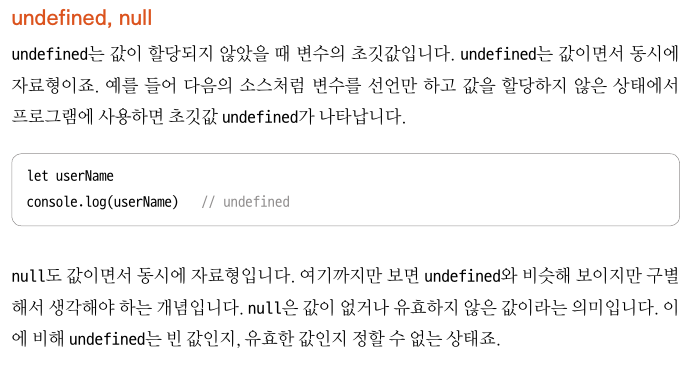 undefined, null
undefined는 값이 할당되지 않았을 때 변수의 초깃값입니다. undefined는 값이면서 동시에
자료형이죠. 예를 들어 다음의 소스처럼 변수를 선언만 하고 값을 할당하지 않은 상태에서
프로그램에 사용하면 초깃값 undefined가 나타납니다.
let userName
console.log(userName) // undefined
null도 값이면서 동시에 자료형입니다. 여기까지만 보면 undefined와 비슷해 보이지만 구별
해서 생각해야 하는 개념입니다. null은 값이 없거나 유효하지 않은 값이라는 의미입니다. 이
에 비해 undefined는 빈 값인지, 유효한 값인지 정할 수 없는 상태죠.